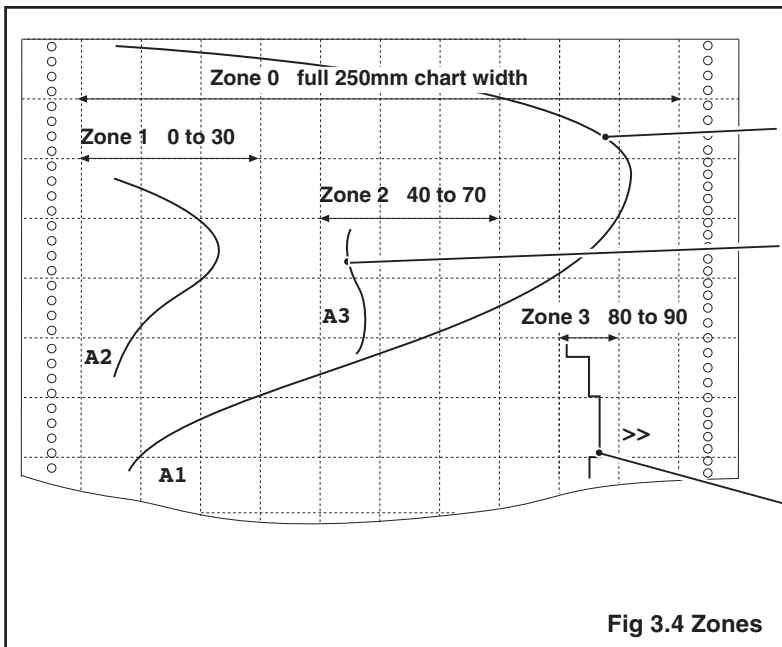 Zone 0 full 250mm chart width
Zone 1 0 to 30
Zone 2 40 to 70
A3
Zone 3 80 to 90
A2
>>
A1
Fig 3.4 Zones